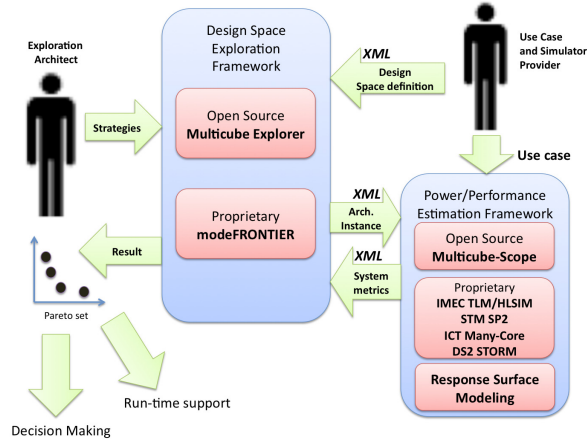 Exploration
Architect
Design Space
Exploration
Framework
XML
Design
Space definition
Use Case
and Simulator
Provider
Strategies
Open Source
Multicube Explorer
Use case
Proprietary
modeFRONTIER
XML
Arch.
Instance
Power/Performance
Estimation Framework
Open Source
Multicube-Scope
Result
XML
System
metrics
Proprietary
IMEC TLM/HLSIM
STM SP2
ICT Many-Core
DS2 STORM
Pareto set
Response Surface
Modeling
Run-time support
Decision Making